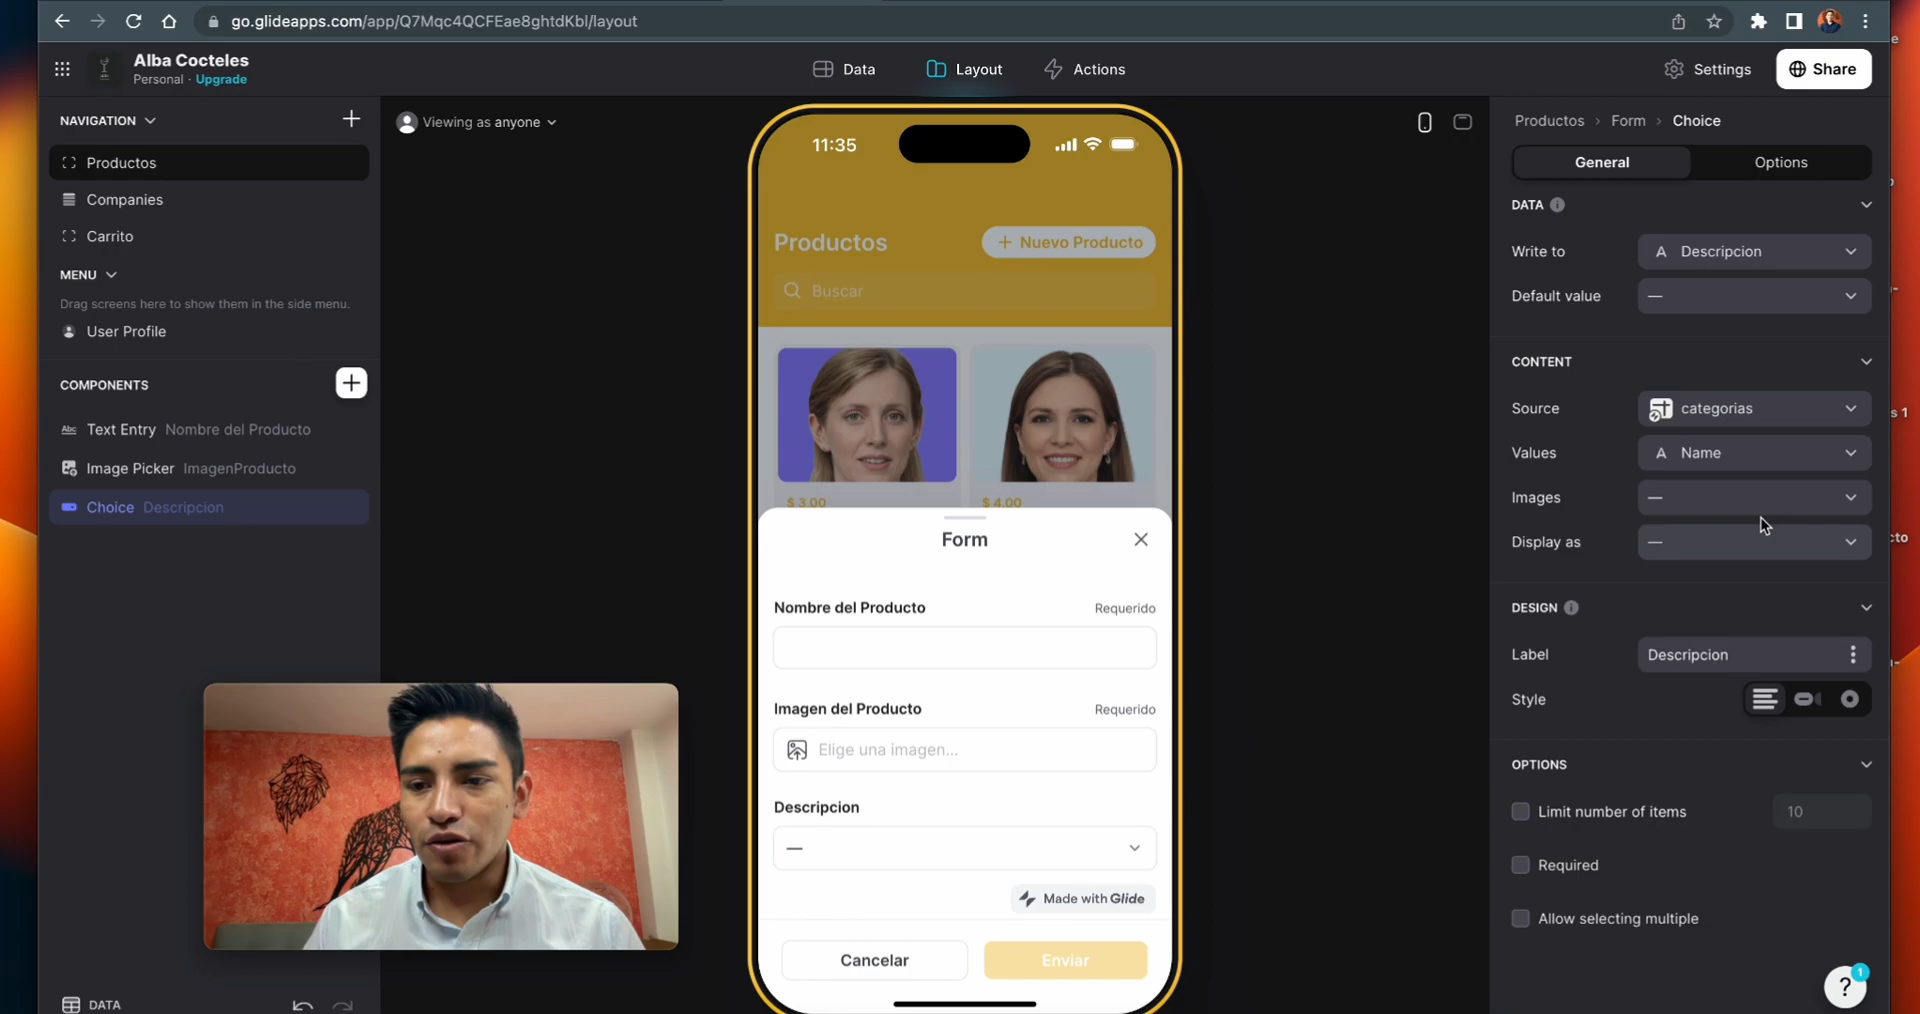 go.glideapps.com/app/Q7Mqc4QCFEae8ghtdKbl/layout
Alba Cocteles
Personal · Upgrade
Data
Layout
Actions
Settings
Share
NAVIGATION
Productos
Companies
Carrito
MENU
Drag screens here to show them in the side menu.
User Profile
COMPONENTS
Text Entry Nombre del Producto
Image Picker ImagenProducto
Choice Descripcion
DATA
Viewing as anyone
11:35
Productos
+ Nuevo Producto
Buscar
$ 3.00
$ 4.00
Form
Nombre del Producto
Requerido
Imagen del Producto
Requerido
Elige una imagen...
Descripcion
—
Made with Glide
Cancelar
Enviar
Productos › Form › Choice
General
Options
DATA
Write to
A Descripcion
Default value
—
CONTENT
Source
categorias
Values
A Name
Images
—
Display as
—
DESIGN
Label
Descripcion
Style
OPTIONS
Limit number of items
10
Required
Allow selecting multiple
?
1
s 1
cto